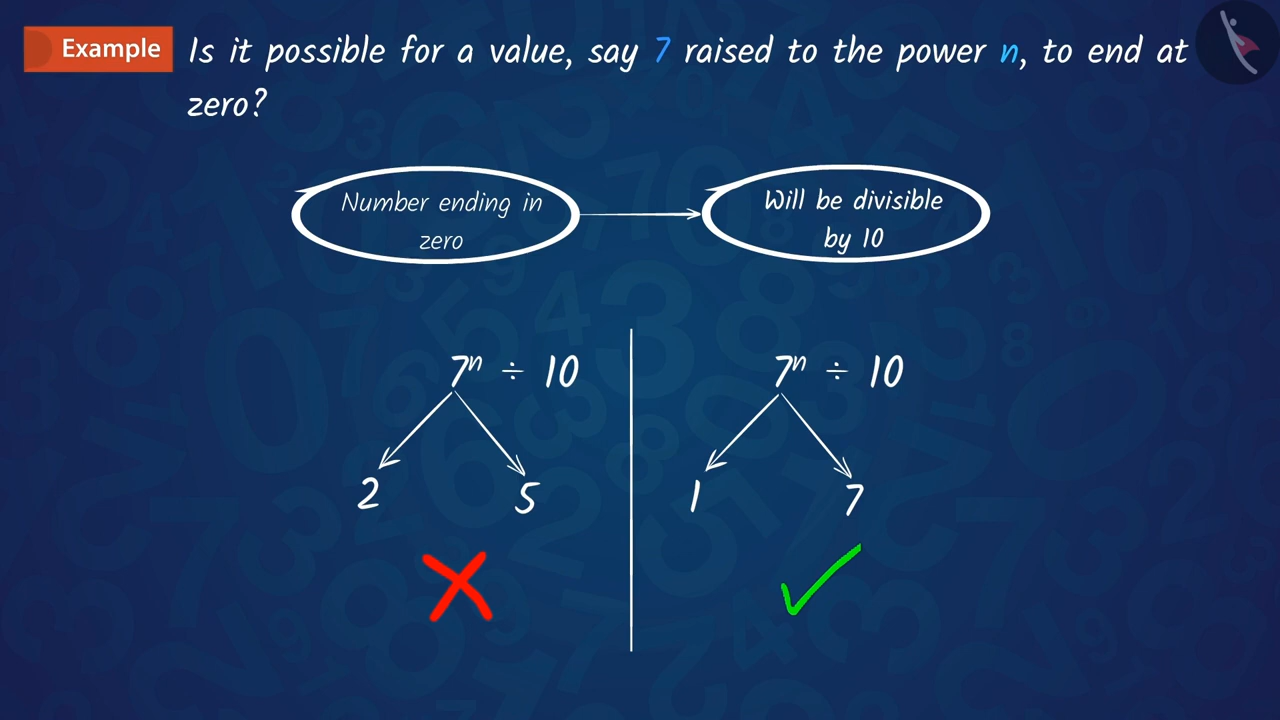 Example
Is it possible for a value, say 7 raised to the power n, to end at
zero?
Number ending in
zero
Will be divisible
by 10
7ⁿ ÷ 10
2 5
7ⁿ ÷ 10
1 7